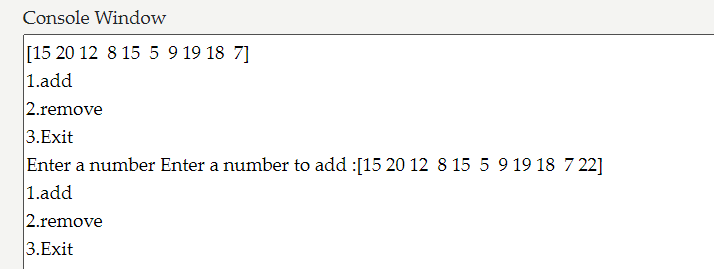 Console Window
[15 20 12  8 15  5  9 19 18  7]
1.add
2.remove
3.Exit
Enter a number Enter a number to add :[15 20 12  8 15  5  9 19 18  7 22]
1.add
2.remove
3.Exit